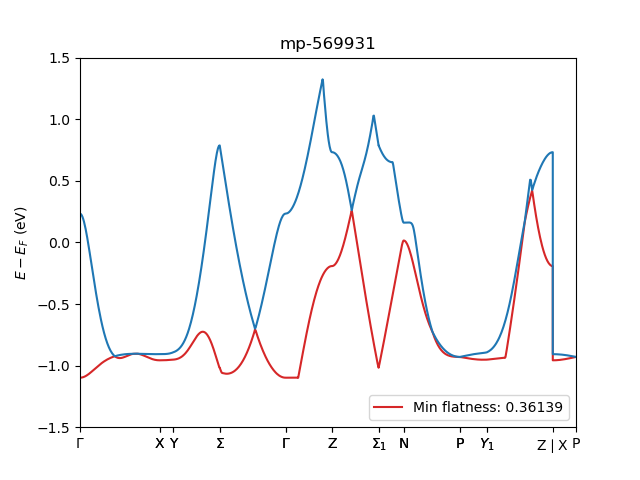 mp-569931
1.5
1.0
0.5
0.0
−0.5
−1.0
−1.5
E − E_F (eV)
Min flatness: 0.36139
Γ X Y Σ Γ Z Σ₁ N P Y₁ Z | X P